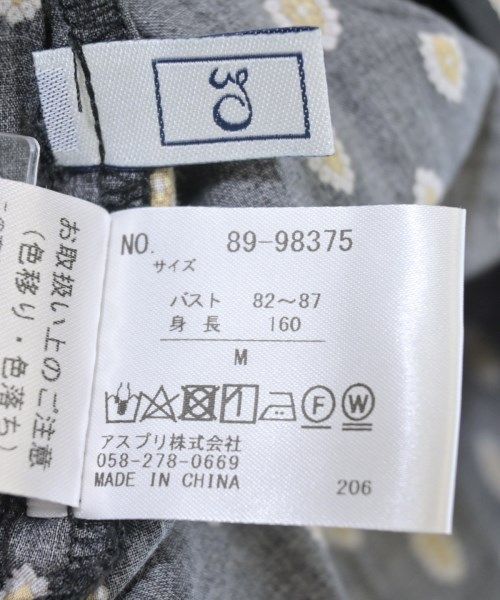 NO. 89-98375
サイズ
バスト 82～87
身長 160
M
F W
アスプリ株式会社
058-278-0669
MADE IN CHINA 206
お取扱い上のご注意
（色移り・色落ち）